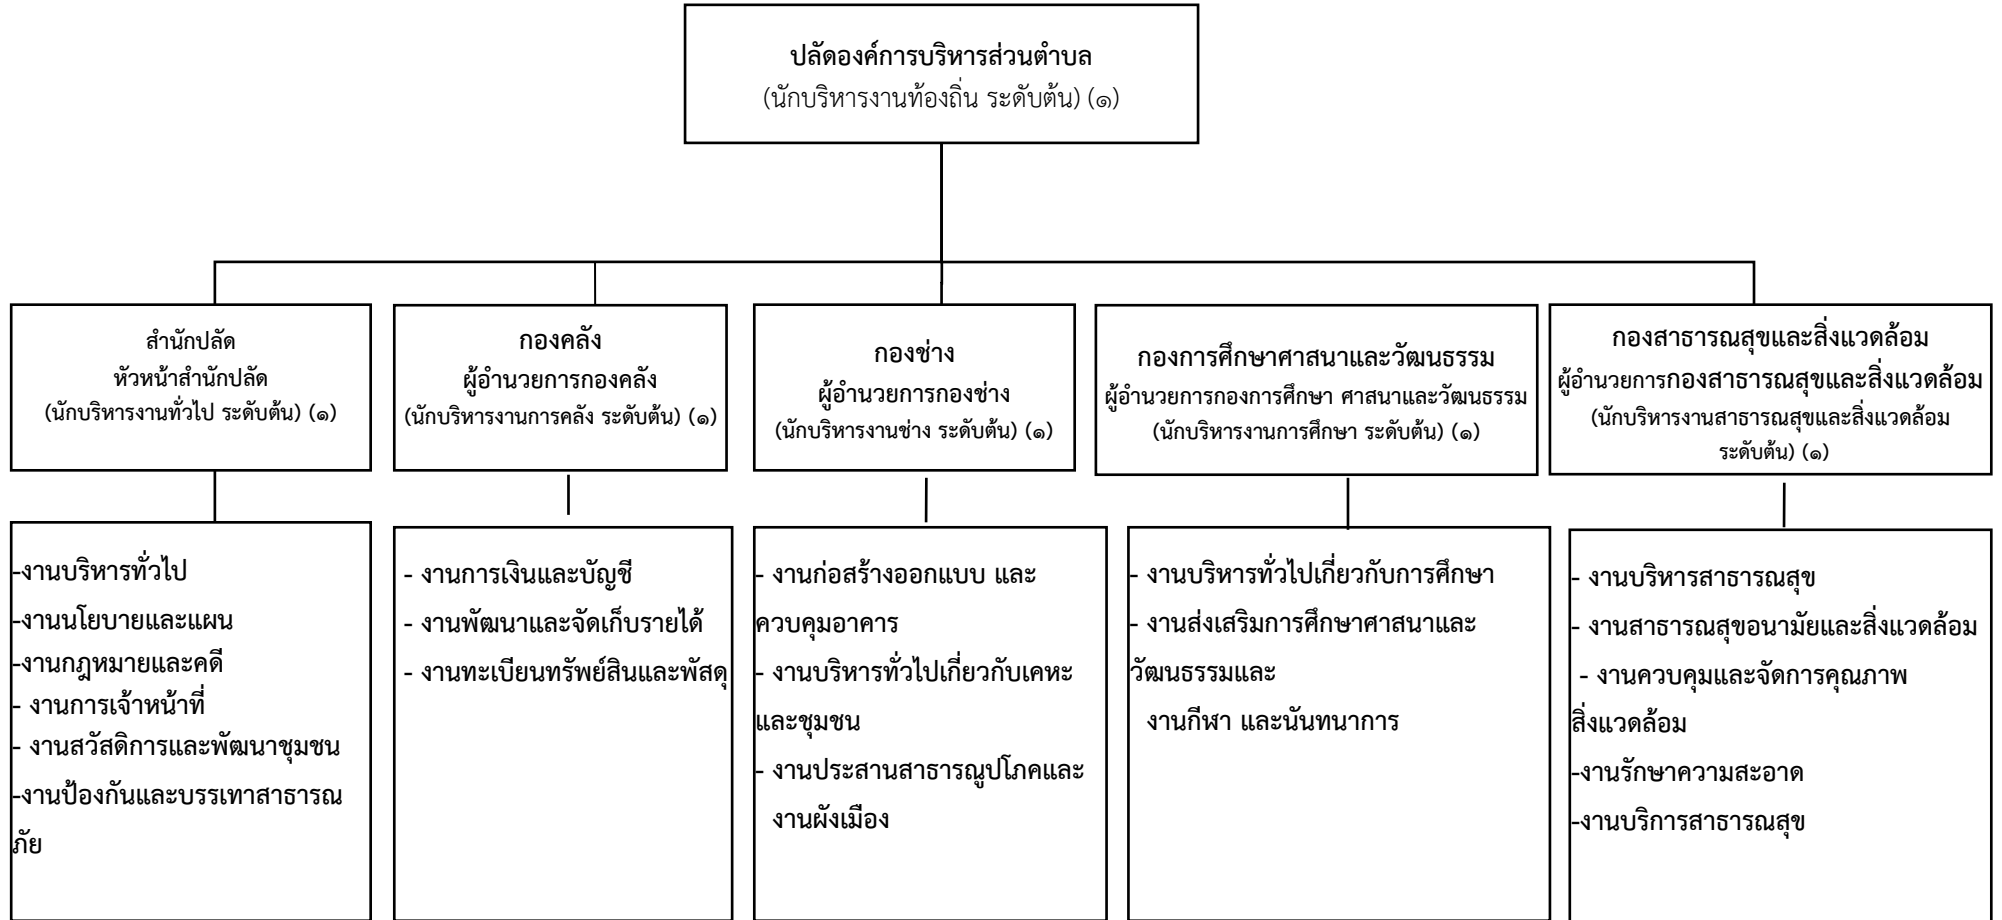 ปลัดองค์การบริหารส่วนตำบล
(นักบริหารงานท้องถิ่น ระดับต้น) (๑)
สำนักปลัด
หัวหน้าสำนักปลัด
(นักบริหารงานทั่วไป ระดับต้น) (๑)
กองคลัง
ผู้อำนวยการกองคลัง
(นักบริหารงานการคลัง ระดับต้น) (๑)
กองช่าง
ผู้อำนวยการกองช่าง
(นักบริหารงานช่าง ระดับต้น) (๑)
กองการศึกษาศาสนาและวัฒนธรรม
ผู้อำนวยการกองการศึกษา ศาสนาและวัฒนธรรม
(นักบริหารงานการศึกษา ระดับต้น) (๑)
กองสาธารณสุขและสิ่งแวดล้อม
ผู้อำนวยการกองสาธารณสุขและสิ่งแวดล้อม
(นักบริหารงานสาธารณสุขและสิ่งแวดล้อม
ระดับต้น) (๑)
-งานบริหารทั่วไป
-งานนโยบายและแผน
-งานกฎหมายและคดี
- งานการเจ้าหน้าที่
- งานสวัสดิการและพัฒนาชุมชน
-งานป้องกันและบรรเทาสาธารณ
ภัย
- งานการเงินและบัญชี
- งานพัฒนาและจัดเก็บรายได้
- งานทะเบียนทรัพย์สินและพัสดุ
- งานก่อสร้างออกแบบ และ
ควบคุมอาคาร
- งานบริหารทั่วไปเกี่ยวกับเคหะ
และชุมชน
- งานประสานสาธารณูปโภคและ
งานผังเมือง
- งานบริหารทั่วไปเกี่ยวกับการศึกษา
- งานส่งเสริมการศึกษาศาสนาและ
วัฒนธรรมและ
งานกีฬา และนันทนาการ
- งานบริหารสาธารณสุข
- งานสาธารณสุขอนามัยและสิ่งแวดล้อม
- งานควบคุมและจัดการคุณภาพ
สิ่งแวดล้อม
-งานรักษาความสะอาด
-งานบริการสาธารณสุข